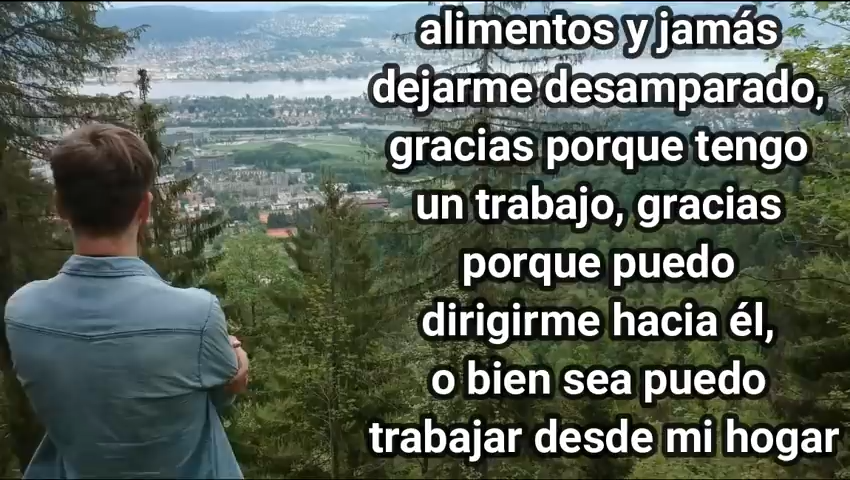 alimentos y jamás
dejarme desamparado,
gracias porque tengo
un trabajo, gracias
porque puedo
dirigirme hacia él,
o bien sea puedo
trabajar desde mi hogar